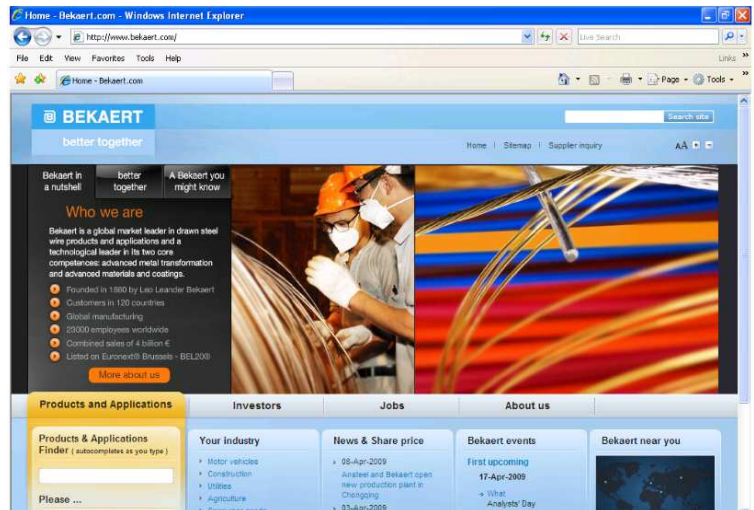 Home - Bekaert.com - Windows Internet Explorer
http://www.bekaert.com/
Live Search
File Edit View Favorites Tools Help
Links
Home - Bekaert.com
Page Tools
BEKAERT
better together
Search site
Home | Sitemap | Supplier inquiry
AA + -
Bekaert in a nutshell
better together
A Bekaert you might know
Who we are
Bekaert is a global market leader in drawn steel
wire products and applications and a
technological leader in its two core
competences: advanced metal transformation
and advanced materials and coatings.
Founded in 1880 by Leo Leander Bekaert
Customers in 120 countries
Global manufacturing
23000 employees worldwide
Combined sales of 4 billion €
Listed on Euronext® Brussels - BEL20®
More about us
Products and Applications
Investors
Jobs
About us
Products & Applications
Finder ( autocompletes as you type )
Please ...
Your industry
Motor vehicles
Construction
Utilities
Agriculture
News & Share price
08-Apr-2009
Ansteel and Bekaert open
new production plant in
Chongqing
03-Apr-2009
Bekaert events
First upcoming
17-Apr-2009
What
Analysts' Day
Bekaert near you